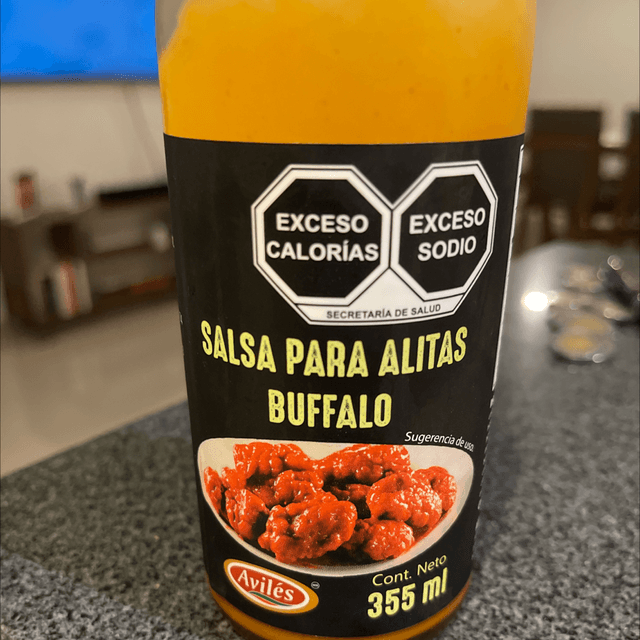 EXCESO
CALORÍAS
EXCESO
SODIO
SECRETARÍA DE SALUD
SALSA PARA ALITAS
BUFFALO
Sugerencia de uso
Avilés
Cont. Neto
355 ml